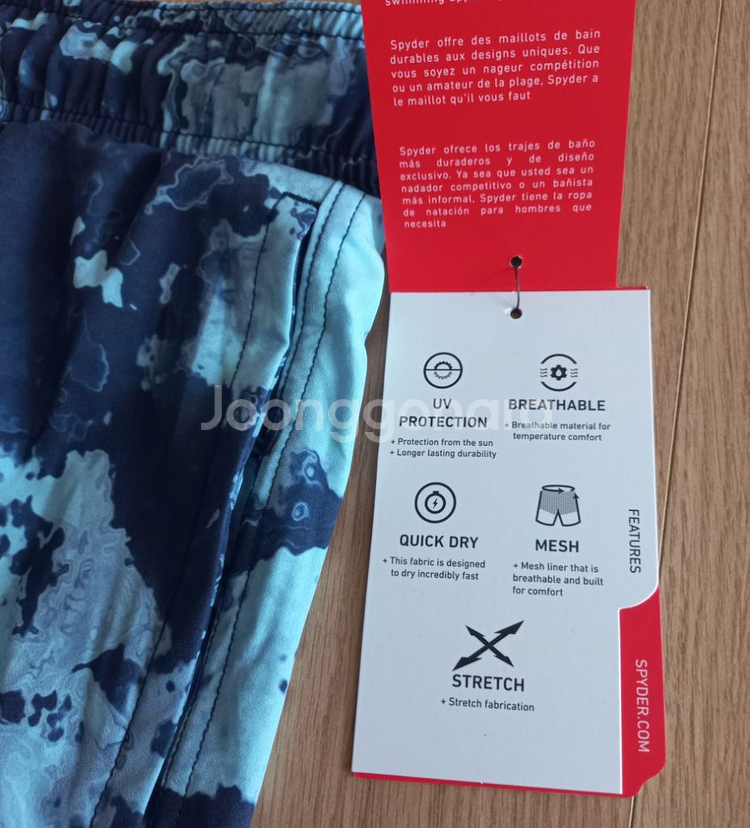 Spyder offre des maillots de bain
durables aux designs uniques. Que
vous soyez un nageur compétition
ou un amateur de la plage, Spyder a
le maillot qu'il vous faut
Spyder ofrece los trajes de baño
más duraderos y de diseño
exclusivo. Ya sea que usted sea un
nadador competitivo o un bañista
más informal, Spyder tiene la ropa
de natación para hombres que
necesita
Joonggonara
UV
PROTECTION
+ Protection from the sun
+ Longer lasting durability
BREATHABLE
+ Breathable material for
temperature comfort
QUICK DRY
+ This fabric is designed
to dry incredibly fast
MESH
+ Mesh liner that is
breathable and built
for comfort
STRETCH
+ Stretch fabrication
FEATURES
SPYDER.COM